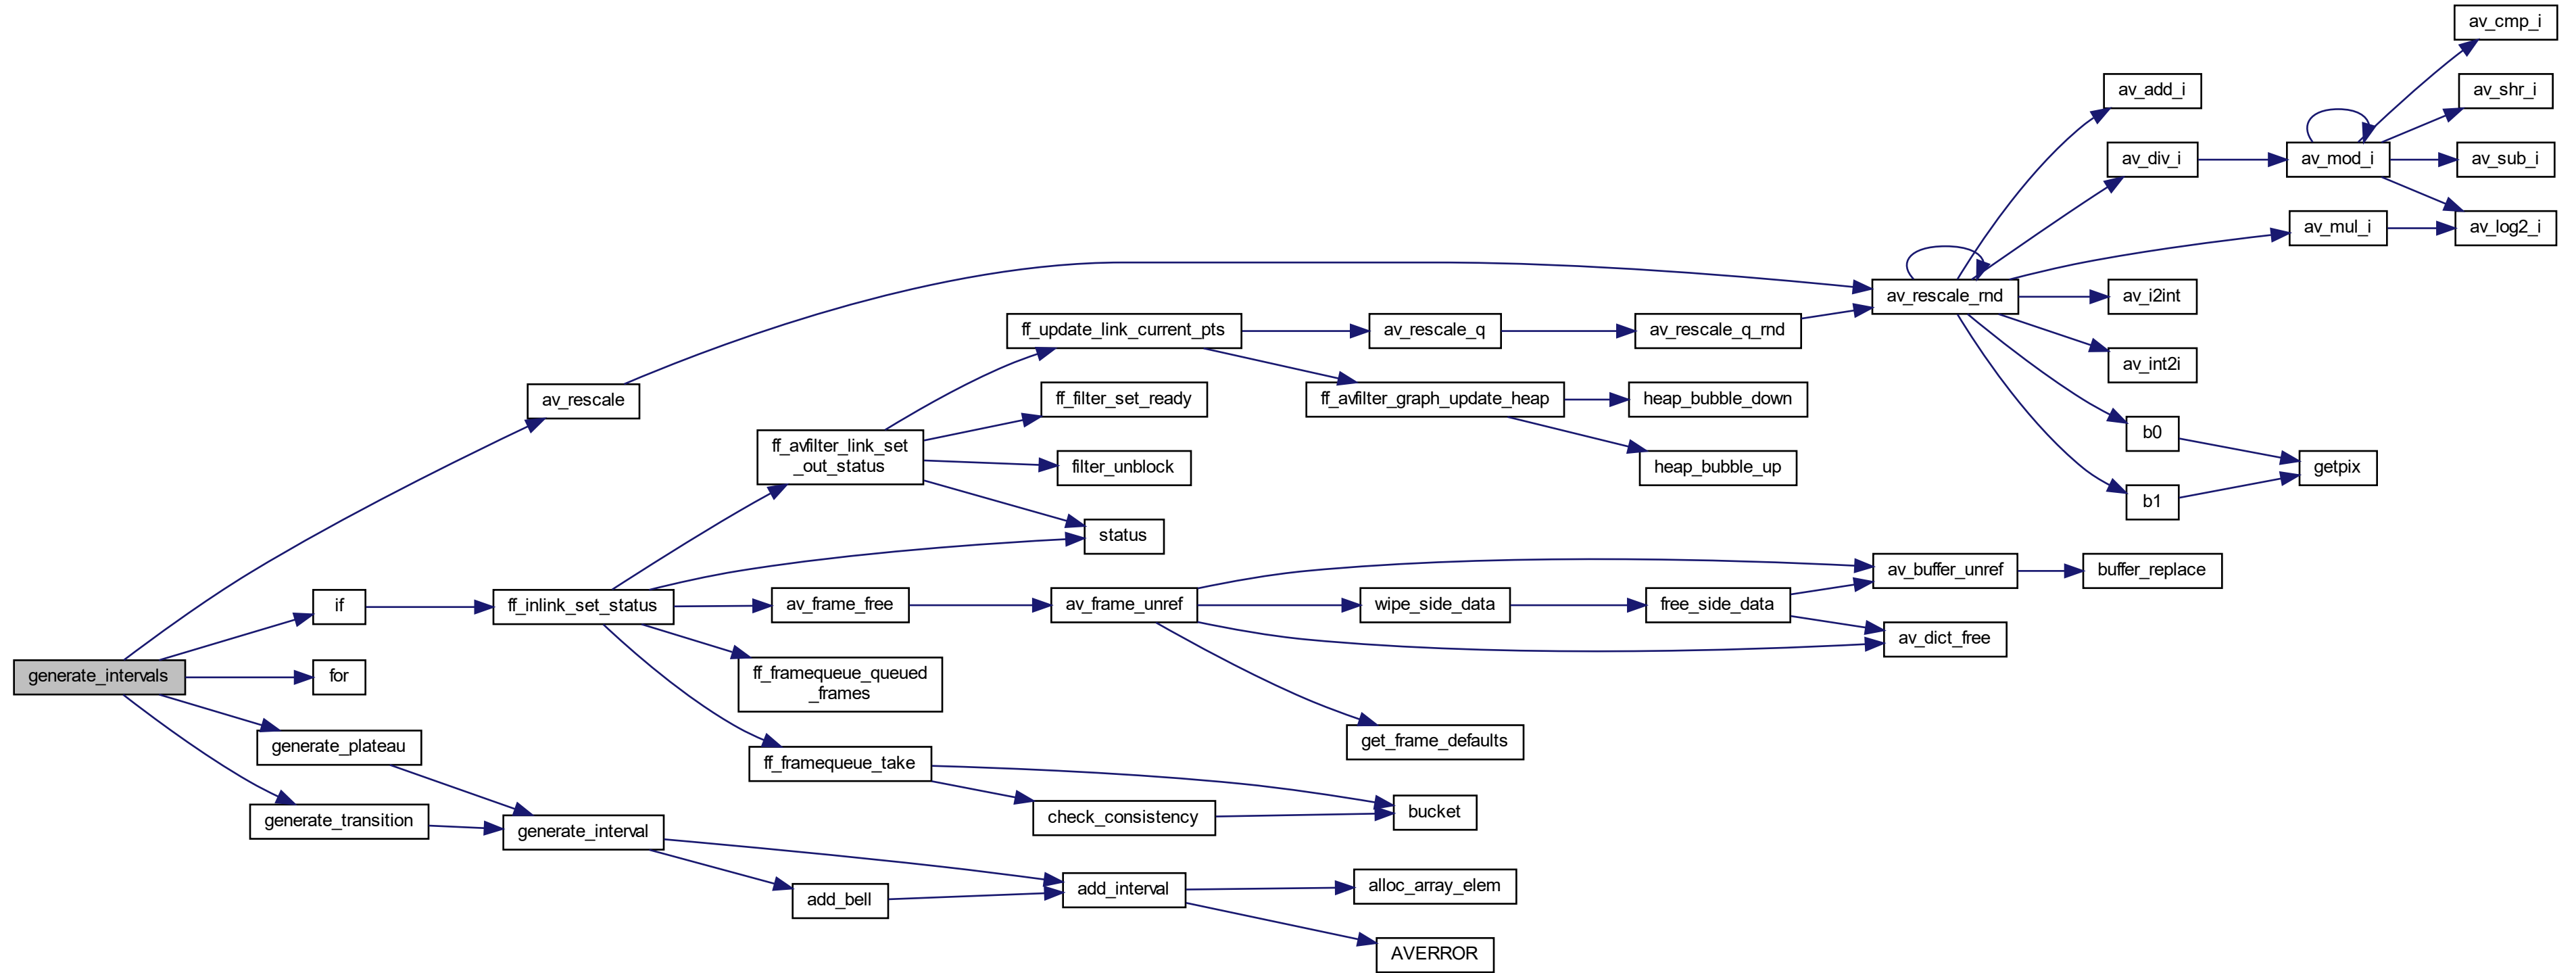 av_cmp_i
av_add_i
av_shr_i
av_div_i
av_mod_i
av_sub_i
av_mul_i
av_log2_i
av_rescale_rnd
av_i2int
ff_update_link_current_pts
av_rescale_q
av_rescale_q_rnd
av_int2i
av_rescale
ff_filter_set_ready
ff_avfilter_graph_update_heap
heap_bubble_down
b0
ff_avfilter_link_set
_out_status
filter_unblock
heap_bubble_up
getpix
b1
status
av_buffer_unref
buffer_replace
if
ff_inlink_set_status
av_frame_free
av_frame_unref
wipe_side_data
free_side_data
av_dict_free
generate_intervals
for
ff_framequeue_queued
_frames
generate_plateau
get_frame_defaults
ff_framequeue_take
generate_transition
generate_interval
check_consistency
bucket
add_bell
add_interval
alloc_array_elem
AVERROR